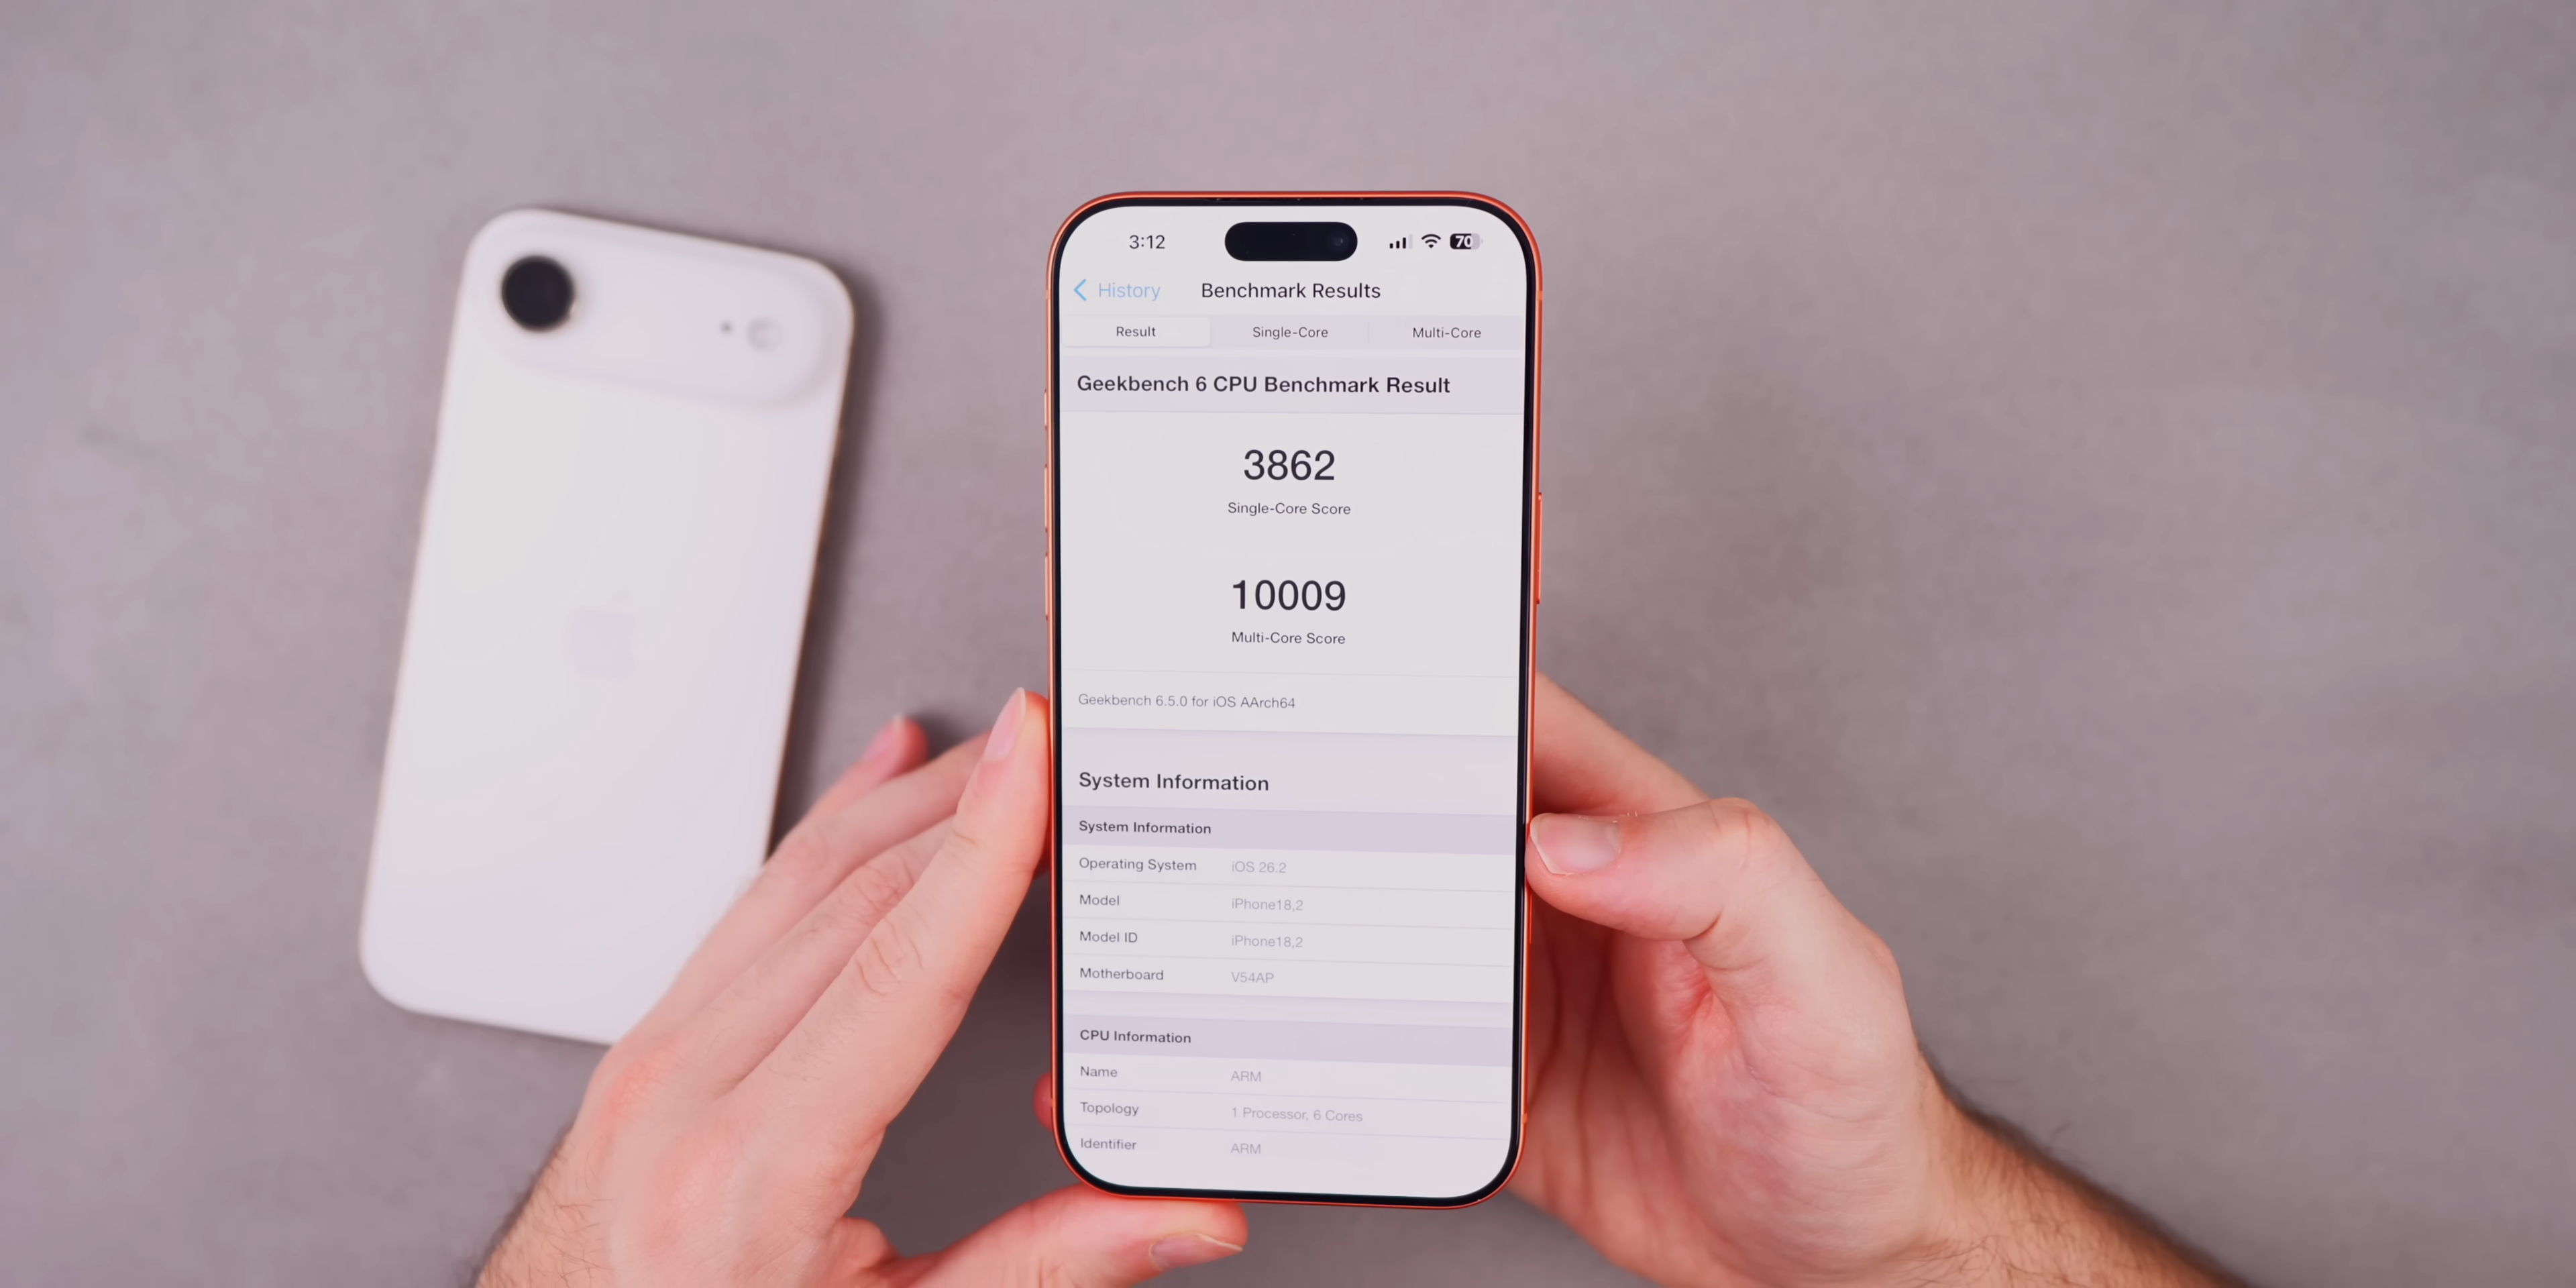 3:12 70
History Benchmark Results
Result Single-Core Multi-Core
Geekbench 6 CPU Benchmark Result
3862
Single-Core Score
10009
Multi-Core Score
Geekbench 6.5.0 for iOS AArch64
System Information
System Information
Operating System iOS 26.2
Model iPhone18,2
Model ID iPhone18,2
Motherboard V54AP
CPU Information
Name ARM
Topology 1 Processor, 6 Cores
Identifier ARM